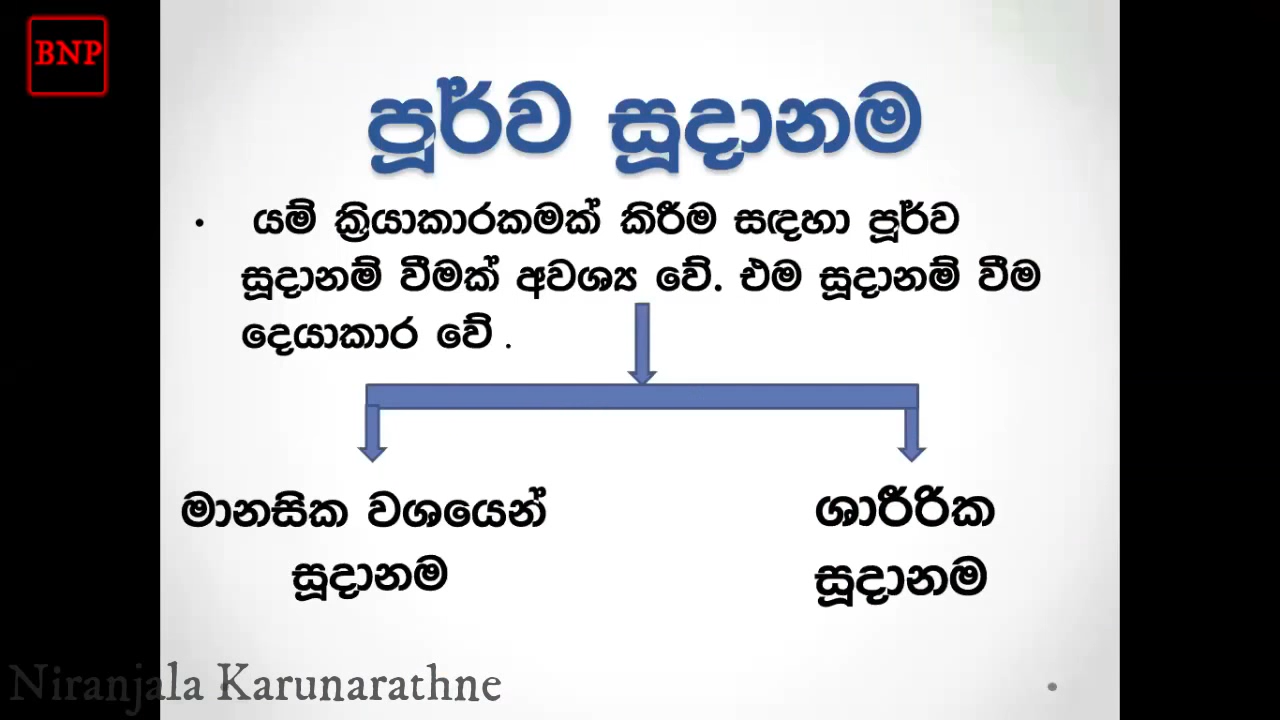 BNP
පූර්ව සූදානම
• යම් ක්‍රියාකාරකමක් කිරීම සඳහා පූර්ව
සූදානම් වීමක් අවශ්‍ය වේ. එම සූදානම් වීම
දෙයාකාර වේ .
මානසික වශයෙන්
සූදානම
ශාරීරික
සූදානම
Niranjala Karunarathne